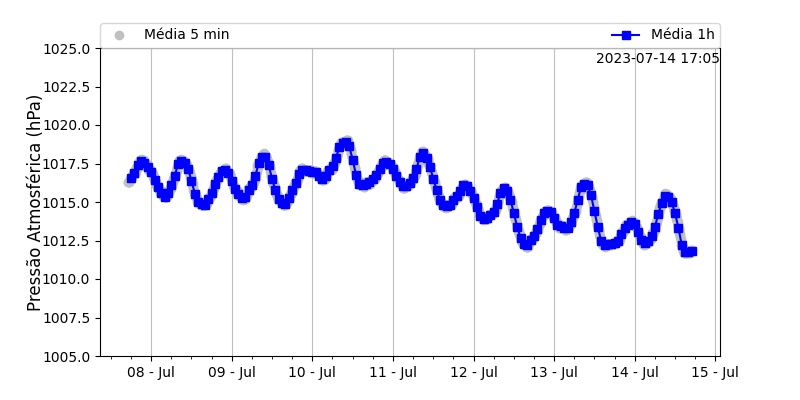 Média 5 min
Média 1h
2023-07-14 17:05
Pressão Atmosférica (hPa)
1025.0
1022.5
1020.0
1017.5
1015.0
1012.5
1010.0
1007.5
1005.0
08 - Jul
09 - Jul
10 - Jul
11 - Jul
12 - Jul
13 - Jul
14 - Jul
15 - Jul